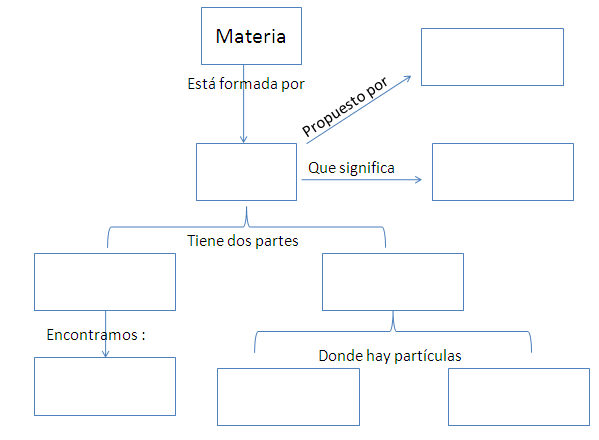 Materia
Está formada por
Propuesto por
Que significa
Tiene dos partes
Encontramos :
Donde hay partículas